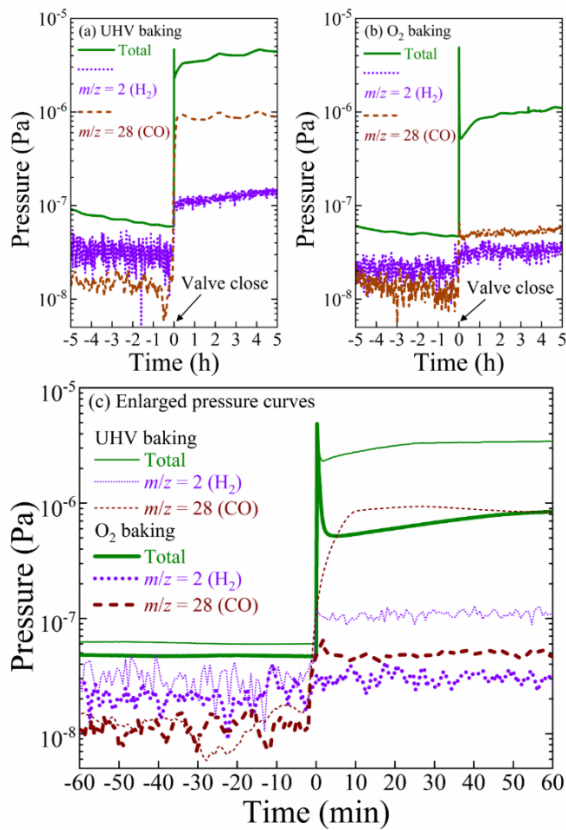 (a) UHV baking
Total
m/z = 2 (H₂)
m/z = 28 (CO)
Valve close
10⁻⁵
10⁻⁶
10⁻⁷
10⁻⁸
Pressure (Pa)
-5 -4 -3 -2 -1 0 1 2 3 4 5
Time (h)
(b) O₂ baking
Total
m/z = 2 (H₂)
m/z = 28 (CO)
Valve close
10⁻⁵
10⁻⁶
10⁻⁷
10⁻⁸
Pressure (Pa)
-5 -4 -3 -2 -1 0 1 2 3 4 5
Time (h)
(c) Enlarged pressure curves
UHV baking
Total
m/z = 2 (H₂)
m/z = 28 (CO)
O₂ baking
Total
m/z = 2 (H₂)
m/z = 28 (CO)
10⁻⁵
10⁻⁶
10⁻⁷
10⁻⁸
Pressure (Pa)
-60 -50 -40 -30 -20 -10 0 10 20 30 40 50 60
Time (min)